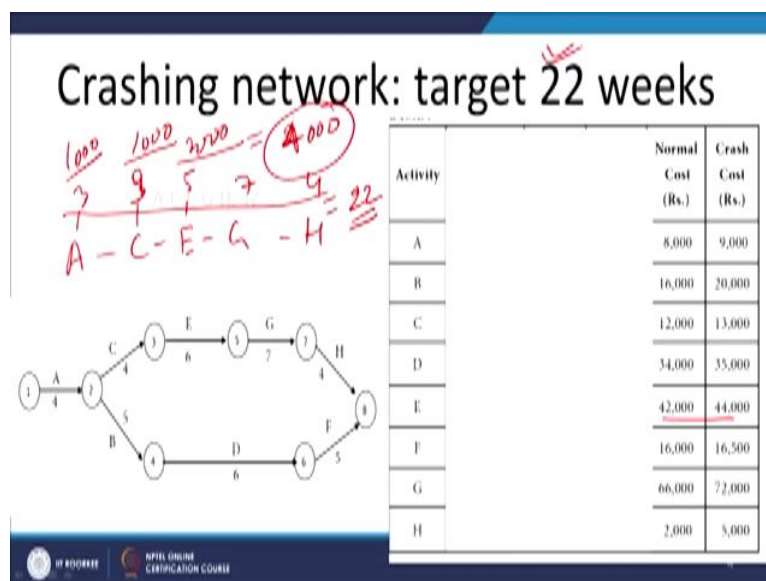 Crashing network: target 22 weeks
1000 1000 2000 = 4000
3 9 5 7 4 = 22
A - C - E - G - H
Activity Normal Cost (Rs.) Crash Cost (Rs.)
A 8,000 9,000
B 16,000 20,000
C 12,000 13,000
D 34,000 35,000
E 42,000 44,000
F 16,000 16,500
G 66,000 72,000
H 2,000 5,000
1 A 4 2
C 4 3 E 6 5 G 7 7 H 4 8
B 5 4 D 6 6 F 5
IIT ROORKEE
NPTEL ONLINE
CERTIFICATION COURSE